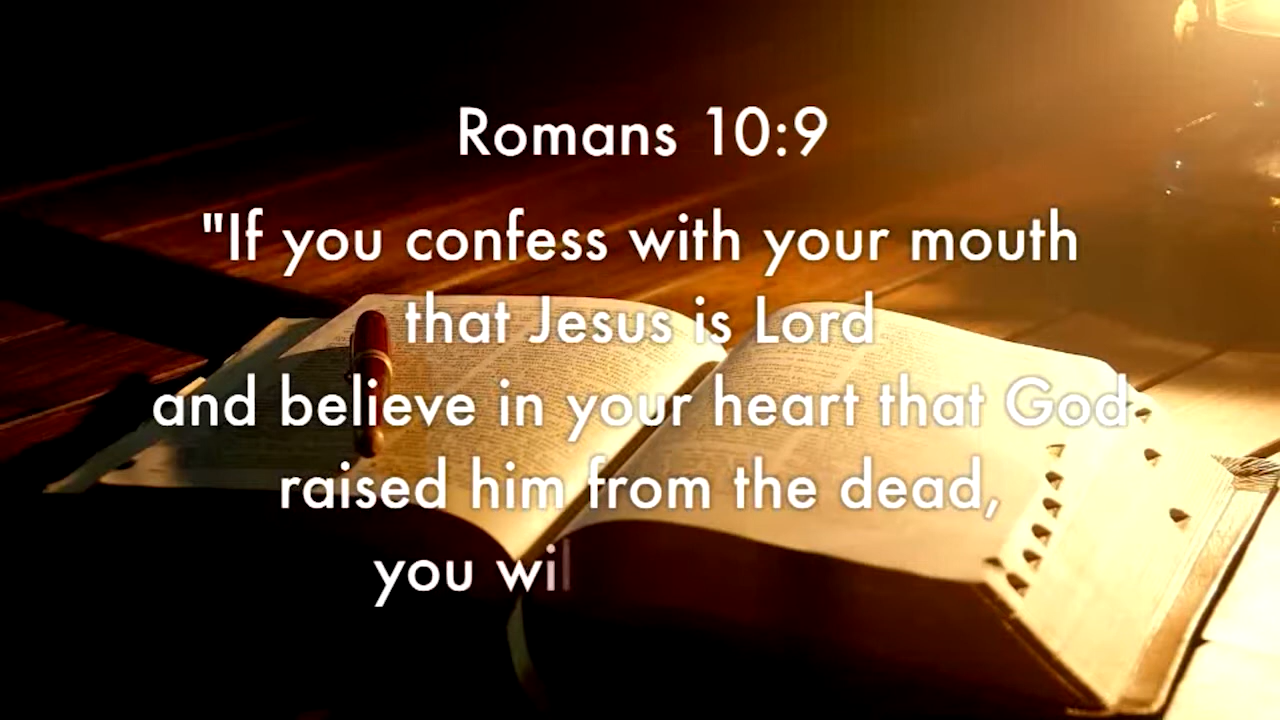 Romans 10:9
"If you confess with your mouth
that Jesus is Lord
and believe in your heart that God
raised him from the dead,
you wil